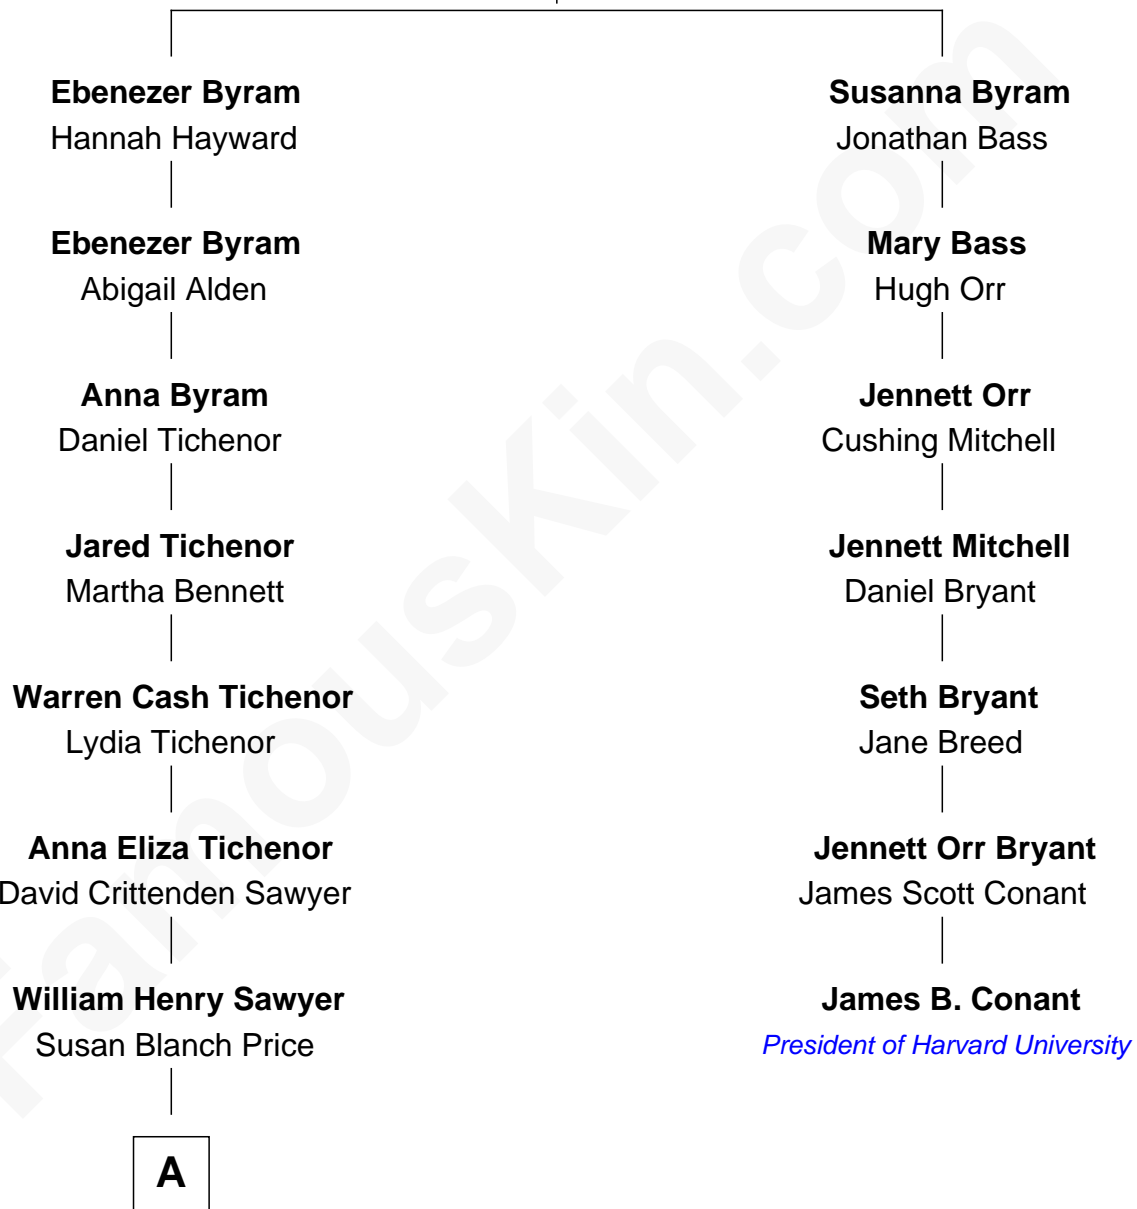 Ebenezer Byram
Hannah Hayward
Ebenezer Byram
Abigail Alden
Anna Byram
Daniel Tichenor
Jared Tichenor
Martha Bennett
Warren Cash Tichenor
Lydia Tichenor
Anna Eliza Tichenor
David Crittenden Sawyer
William Henry Sawyer
Susan Blanch Price
A
Susanna Byram
Jonathan Bass
Mary Bass
Hugh Orr
Jennett Orr
Cushing Mitchell
Jennett Mitchell
Daniel Bryant
Seth Bryant
Jane Breed
Jennett Orr Bryant
James Scott Conant
James B. Conant
President of Harvard University
FamousKin.com